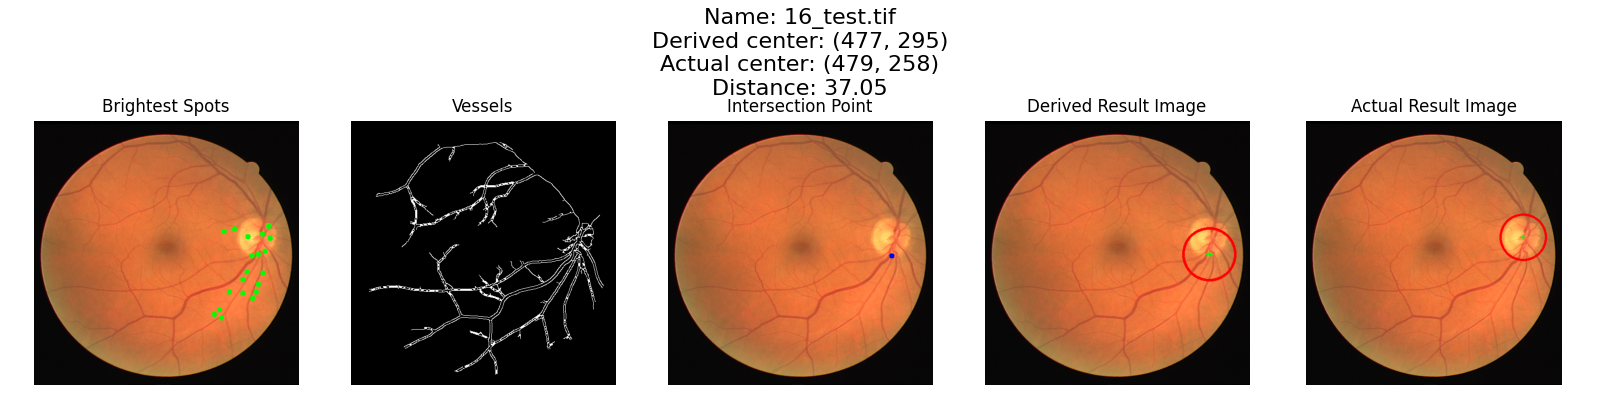 Name: 16_test.tif
Derived center: (477, 295)
Actual center: (479, 258)
Distance: 37.05
Brightest Spots
Vessels
Intersection Point
Derived Result Image
Actual Result Image